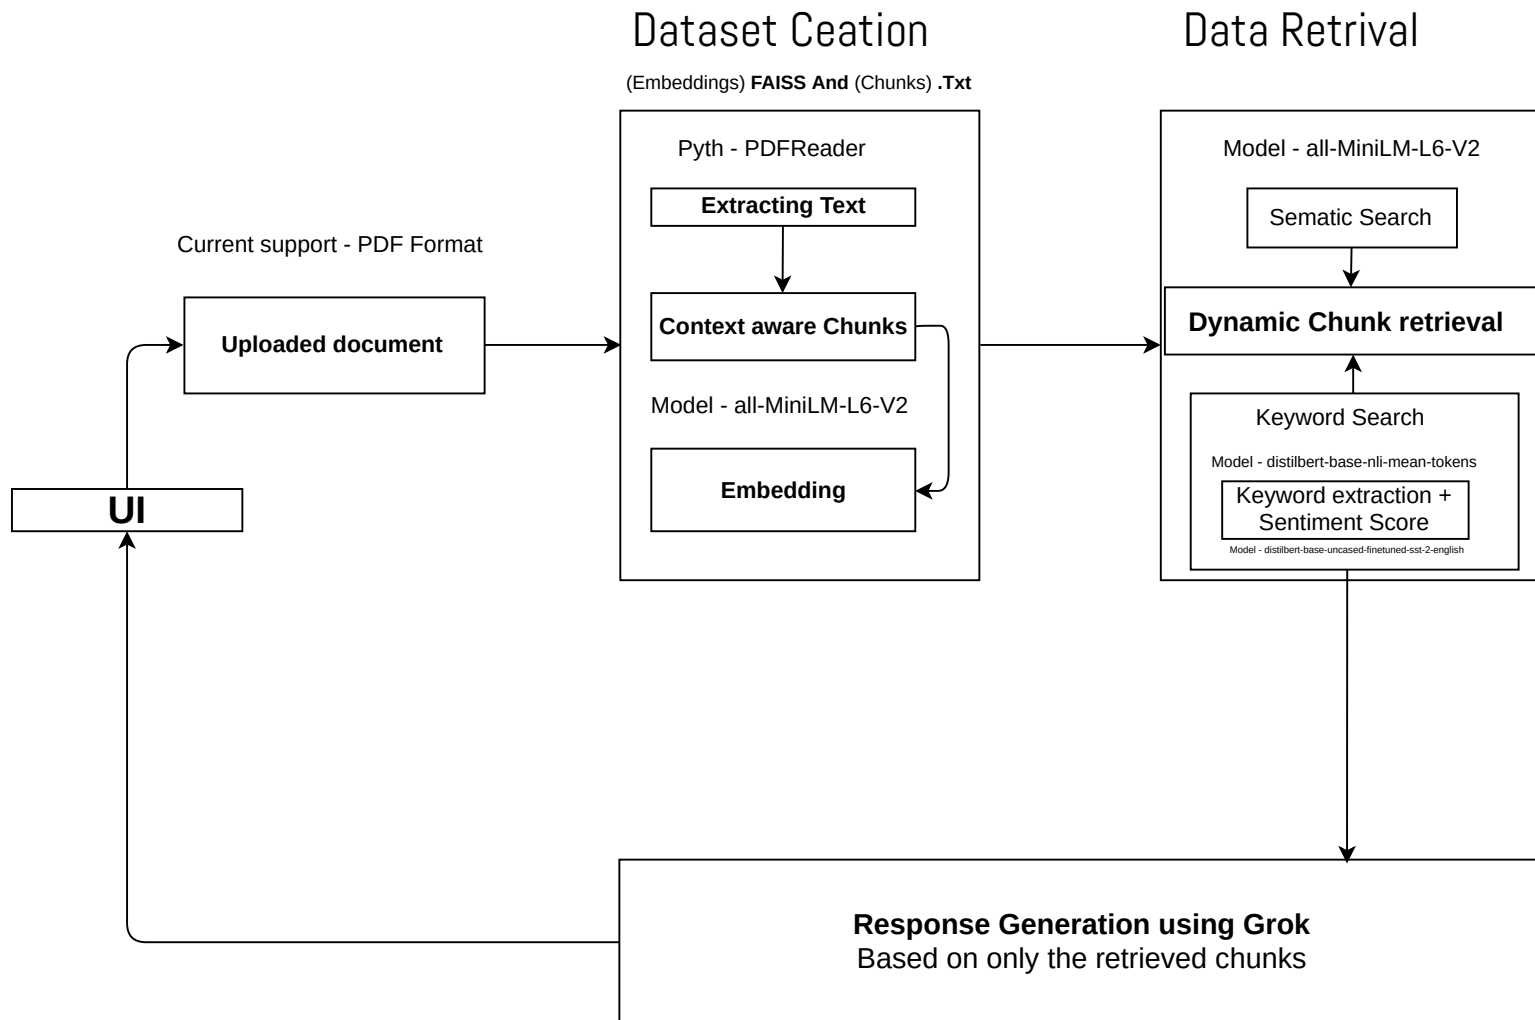 Dataset Ceation
(Embeddings) FAISS And (Chunks) .Txt
Pyth - PDFReader
Extracting Text
Context aware Chunks
Model - all-MiniLM-L6-V2
Embedding
Data Retrival
Model - all-MiniLM-L6-V2
Sematic Search
Dynamic Chunk retrieval
Keyword Search
Model - distilbert-base-nli-mean-tokens
Keyword extraction +
Sentiment Score
Model - distilbert-base-uncased-finetuned-sst-2-english
Current support - PDF Format
Uploaded document
UI
Response Generation using Grok
Based on only the retrieved chunks